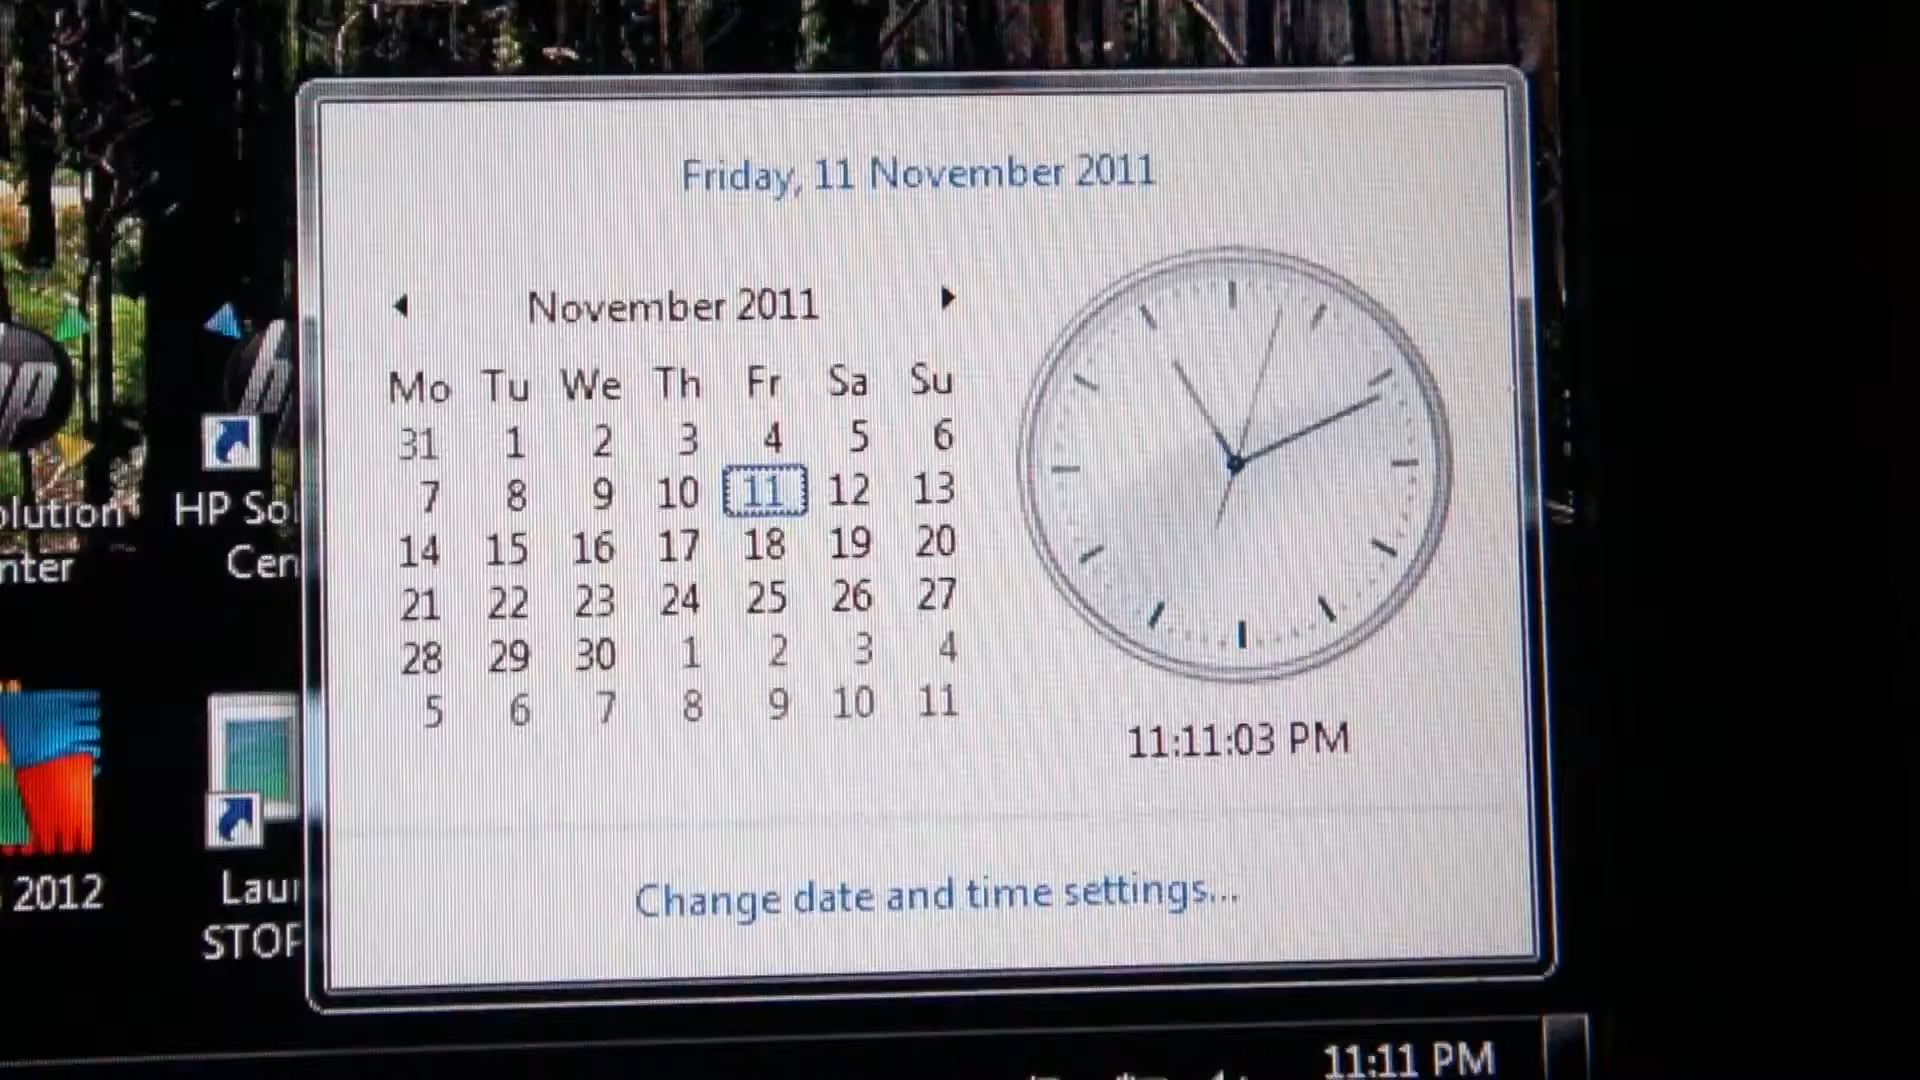 Friday, 11 November 2011
November 2011
Mo Tu We Th Fr Sa Su
31 1 2 3 4 5 6
7 8 9 10 11 12 13
14 15 16 17 18 19 20
21 22 23 24 25 26 27
28 29 30 1 2 3 4
5 6 7 8 9 10 11
11:11:03 PM
Change date and time settings...
hp
olution
nter
HP Sol
Cen
2012
Laun
STOP
11:11 PM